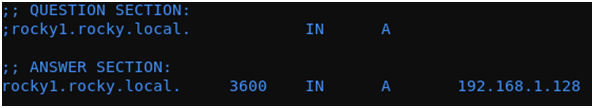 ;; QUESTION SECTION:
;rocky1.rocky.local. IN A
;; ANSWER SECTION:
rocky1.rocky.local. 3600 IN A 192.168.1.128